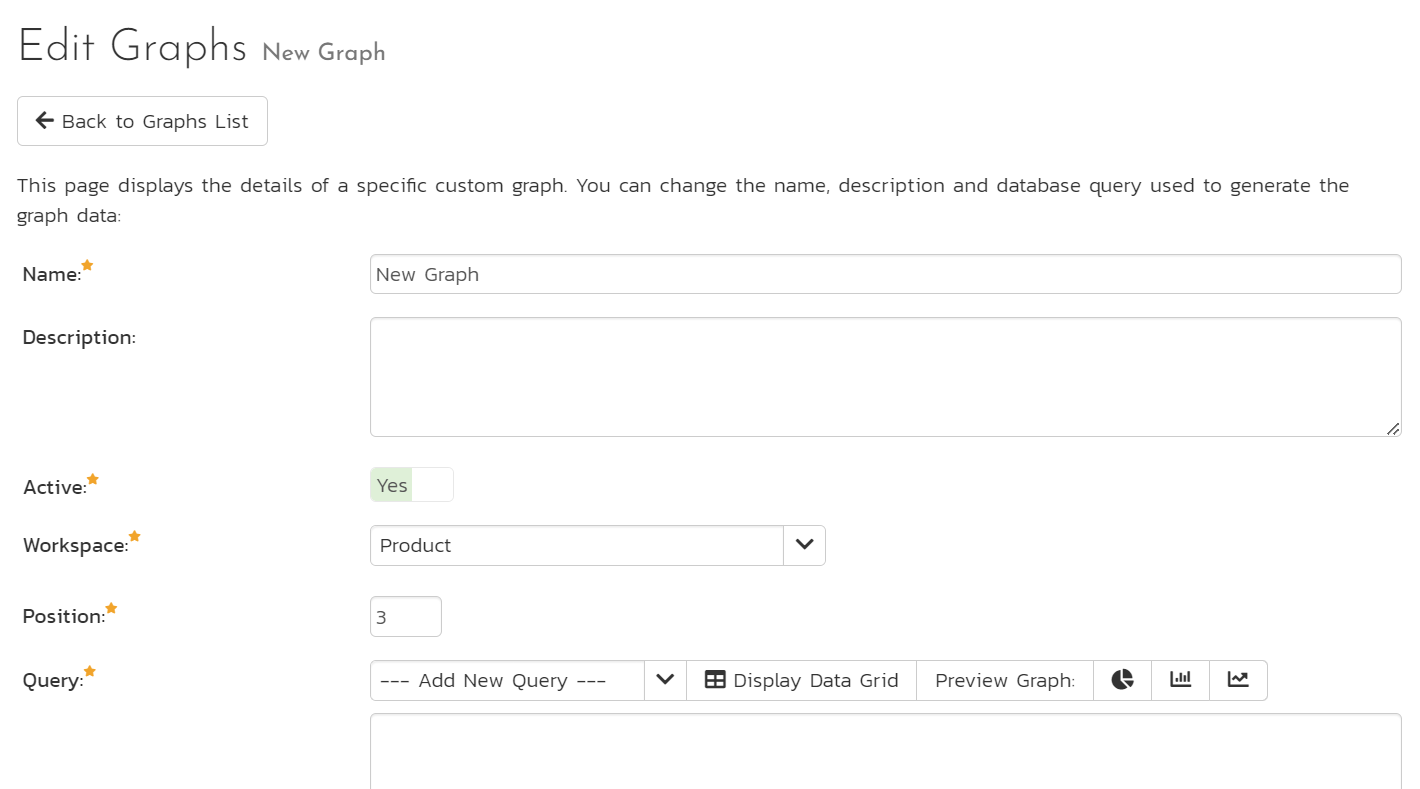 Edit Graphs New Graph
Back to Graphs List
This page displays the details of a specific custom graph. You can change the name, description and database query used to generate the
graph data:
Name:
New Graph
Description:
Active:
Yes
Workspace:
Product
Position:
3
Query:
--- Add New Query --- Display Data Grid Preview Graph: